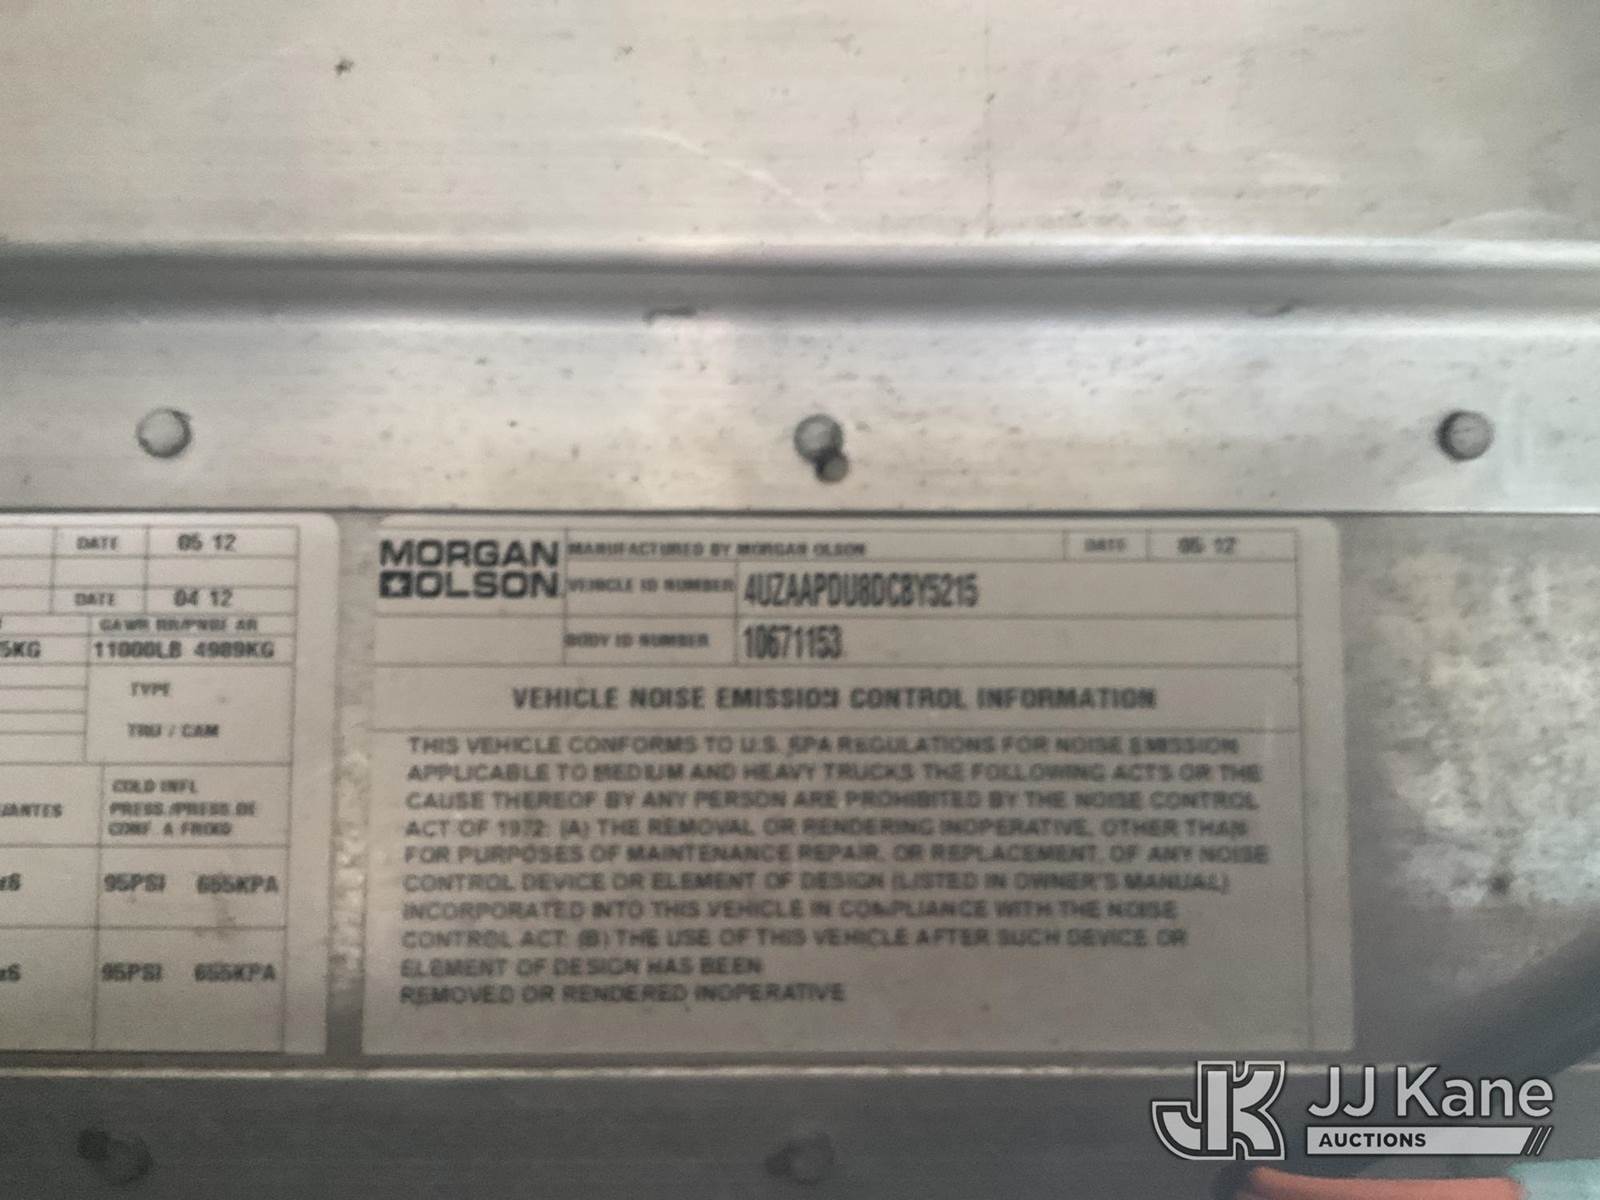 DATE 05 12
DATE 04 12
GAWR RR/PNBE AR
5KG 11000LB 4989KG
TYPE
TRU / CAM
COLD INFL
PRESS./PRESS. DE
CONF. A FROID
95PSI 655KPA
95PSI 655KPA
MORGAN OLSON
MANUFACTURED BY MORGAN OLSON DATE 05 12
VEHICLE ID NUMBER 4UZAAPDU8DCBY5215
BODY ID NUMBER 10671153
VEHICLE NOISE EMISSION CONTROL INFORMATION
THIS VEHICLE CONFORMS TO U.S. EPA REGULATIONS FOR NOISE EMISSION
APPLICABLE TO MEDIUM AND HEAVY TRUCKS THE FOLLOWING ACTS OR THE
CAUSE THEREOF BY ANY PERSON ARE PROHIBITED BY THE NOISE CONTROL
ACT OF 1972: (A) THE REMOVAL OR RENDERING INOPERATIVE, OTHER THAN
FOR PURPOSES OF MAINTENANCE REPAIR, OR REPLACEMENT, OF ANY NOISE
CONTROL DEVICE OR ELEMENT OF DESIGN (LISTED IN OWNER'S MANUAL)
INCORPORATED INTO THIS VEHICLE IN COMPLIANCE WITH THE NOISE
CONTROL ACT: (B) THE USE OF THIS VEHICLE AFTER SUCH DEVICE OR
ELEMENT OF DESIGN HAS BEEN
REMOVED OR RENDERED INOPERATIVE
JK JJ Kane
AUCTIONS